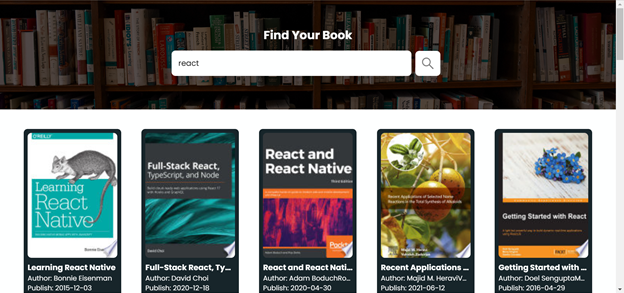 Find Your Book
react
O'REILLY
Learning
React
Native
Bonnie Eisenman
Full-Stack React,
TypeScript, and Node
David Choi
React and
React Native
Packt
Recent Applications of Selected Name
Reactions in the Total Synthesis of Alkaloids
Majid M. Heravi
Getting Started with React
Learning React Native
Author: Bonnie Eisenman
Publish: 2015-12-03
Full-Stack React, Ty...
Author: David Choi
Publish: 2020-12-18
React and React Nati...
Author: Adam BoduchRo...
Publish: 2020-04-30
Recent Applications ...
Author: Majid M. HeraviV...
Publish: 2021-06-12
Getting Started with ...
Author: Doel SenguptaM...
Publish: 2016-04-29